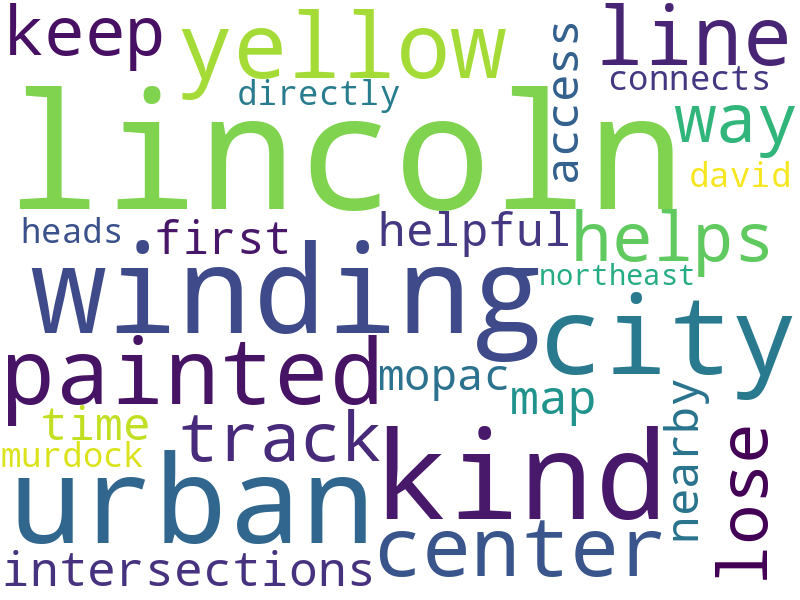 keep yellow line
directly access connects
lincoln way
david
heads first helpful helps
winding northeast
city
painted mopac map
time track
murdock kind nearby lose
urban center
intersections